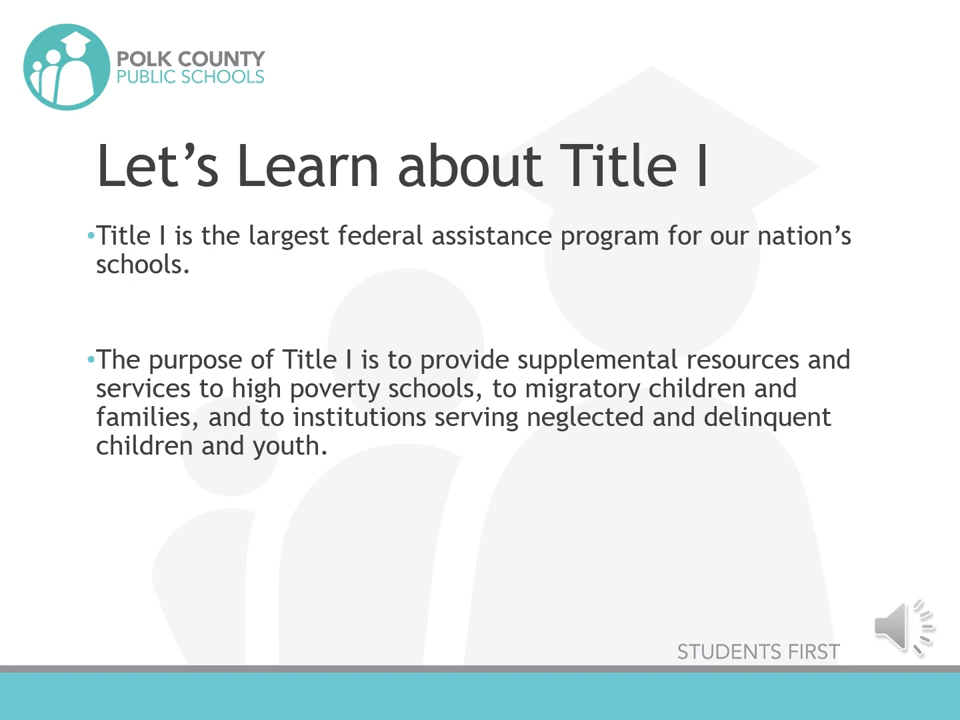 POLK COUNTY
PUBLIC SCHOOLS
Let’s Learn about Title I
•Title I is the largest federal assistance program for our nation’s
schools.
•The purpose of Title I is to provide supplemental resources and
services to high poverty schools, to migratory children and
families, and to institutions serving neglected and delinquent
children and youth.
STUDENTS FIRST